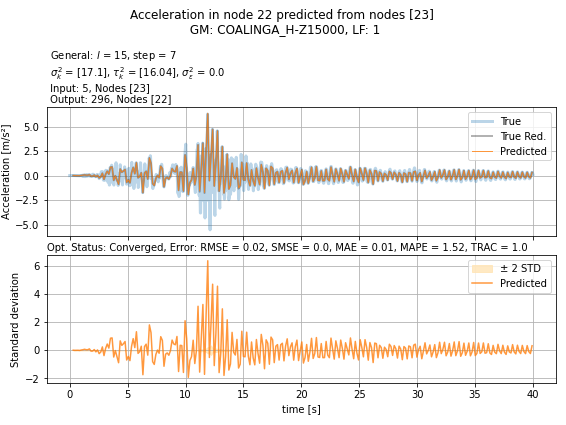 Acceleration in node 22 predicted from nodes [23]
GM: COALINGA_H-Z15000, LF: 1
General: l = 15, step = 7
σ²ₖ = [17.1], τ²ₖ = [16.04], σ²ε = 0.0
Input: 5, Nodes [23]
Output: 296, Nodes [22]
Acceleration [m/s²]
5.0
2.5
0.0
−2.5
−5.0
True
True Red.
Predicted
Opt. Status: Converged, Error: RMSE = 0.02, SMSE = 0.0, MAE = 0.01, MAPE = 1.52, TRAC = 1.0
Standard deviation
6
4
2
0
−2
± 2 STD
Predicted
0 5 10 15 20 25 30 35 40
time [s]